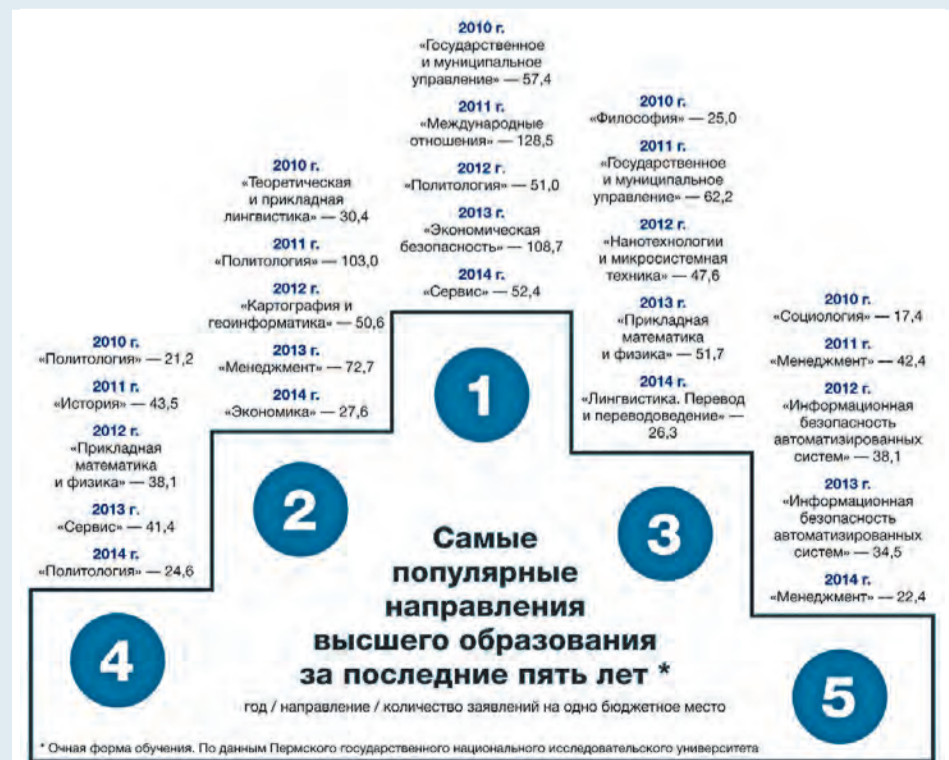 2010 г.
«Государственное
и муниципальное
управление» — 57,4
2011 г.
«Международные
отношения» — 128,5
2012 г.
«Политология» — 51,0
2013 г.
«Экономическая
безопасность» — 108,7
2014 г.
«Сервис» — 52,4
1
2010 г.
«Теоретическая
и прикладная
лингвистика» — 30,4
2011 г.
«Политология» — 103,0
2012 г.
«Картография и
геоинформатика» — 50,6
2013 г.
«Менеджмент» — 72,7
2014 г.
«Экономика» — 27,6
2
2010 г.
«Философия» — 25,0
2011 г.
«Государственное
и муниципальное
управление» — 62,2
2012 г.
«Нанотехнологии
и микросистемная
техника» — 47,6
2013 г.
«Прикладная
математика
и физика» — 51,7
2014 г.
«Лингвистика. Перевод
и переводоведение» —
26,3
3
2010 г.
«Политология» — 21,2
2011 г.
«История» — 43,5
2012 г.
«Прикладная
математика
и физика» — 38,1
2013 г.
«Сервис» — 41,4
2014 г.
«Политология» — 24,6
4
2010 г.
«Социология» — 17,4
2011 г.
«Менеджмент» — 42,4
2012 г.
«Информационная
безопасность
автоматизированных
систем» — 38,1
2013 г.
«Информационная
безопасность
автоматизированных
систем» — 34,5
2014 г.
«Менеджмент» — 22,4
5
Самые
популярные
направления
высшего образования
за последние пять лет *
год / направление / количество заявлений на одно бюджетное место
* Очная форма обучения. По данным Пермского государственного национального исследовательского университета